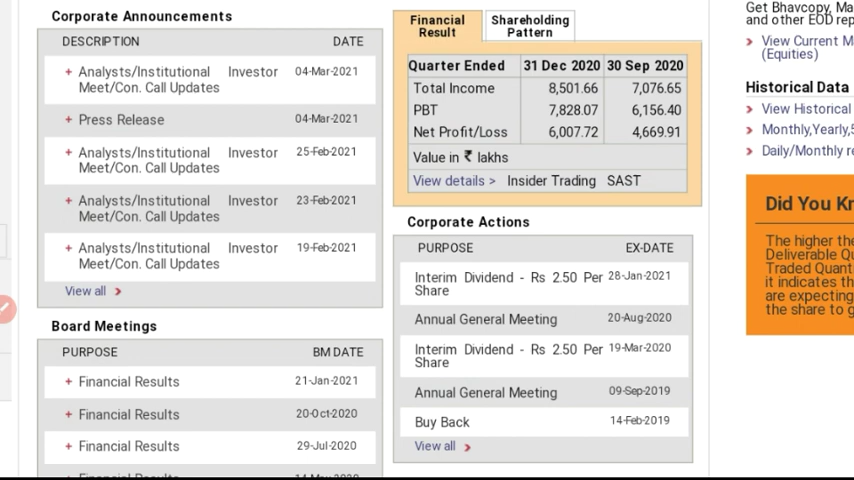 Corporate Announcements
DESCRIPTION DATE
+ Analysts/Institutional Investor 04-Mar-2021
Meet/Con. Call Updates
+ Press Release 04-Mar-2021
+ Analysts/Institutional Investor 25-Feb-2021
Meet/Con. Call Updates
+ Analysts/Institutional Investor 23-Feb-2021
Meet/Con. Call Updates
+ Analysts/Institutional Investor 19-Feb-2021
Meet/Con. Call Updates
View all >
Board Meetings
PURPOSE BM DATE
+ Financial Results 21-Jan-2021
+ Financial Results 20-Oct-2020
+ Financial Results 29-Jul-2020
Financial Result
Shareholding Pattern
Quarter Ended 31 Dec 2020 30 Sep 2020
Total Income 8,501.66 7,076.65
PBT 7,828.07 6,156.40
Net Profit/Loss 6,007.72 4,669.91
Value in ₹ lakhs
View details > Insider Trading SAST
Corporate Actions
PURPOSE EX-DATE
Interim Dividend - Rs 2.50 Per 28-Jan-2021
Share
Annual General Meeting 20-Aug-2020
Interim Dividend - Rs 2.50 Per 19-Mar-2020
Share
Annual General Meeting 09-Sep-2019
Buy Back 14-Feb-2019
View all >
Get Bhavcopy, Ma
and other EOD rep
> View Current M
(Equities)
Historical Data
> View Historical
> Monthly,Yearly,5
> Daily/Monthly re
Did You Kn
The higher the
Deliverable Qu
Traded Quant
it indicates th
are expecting
the share to g